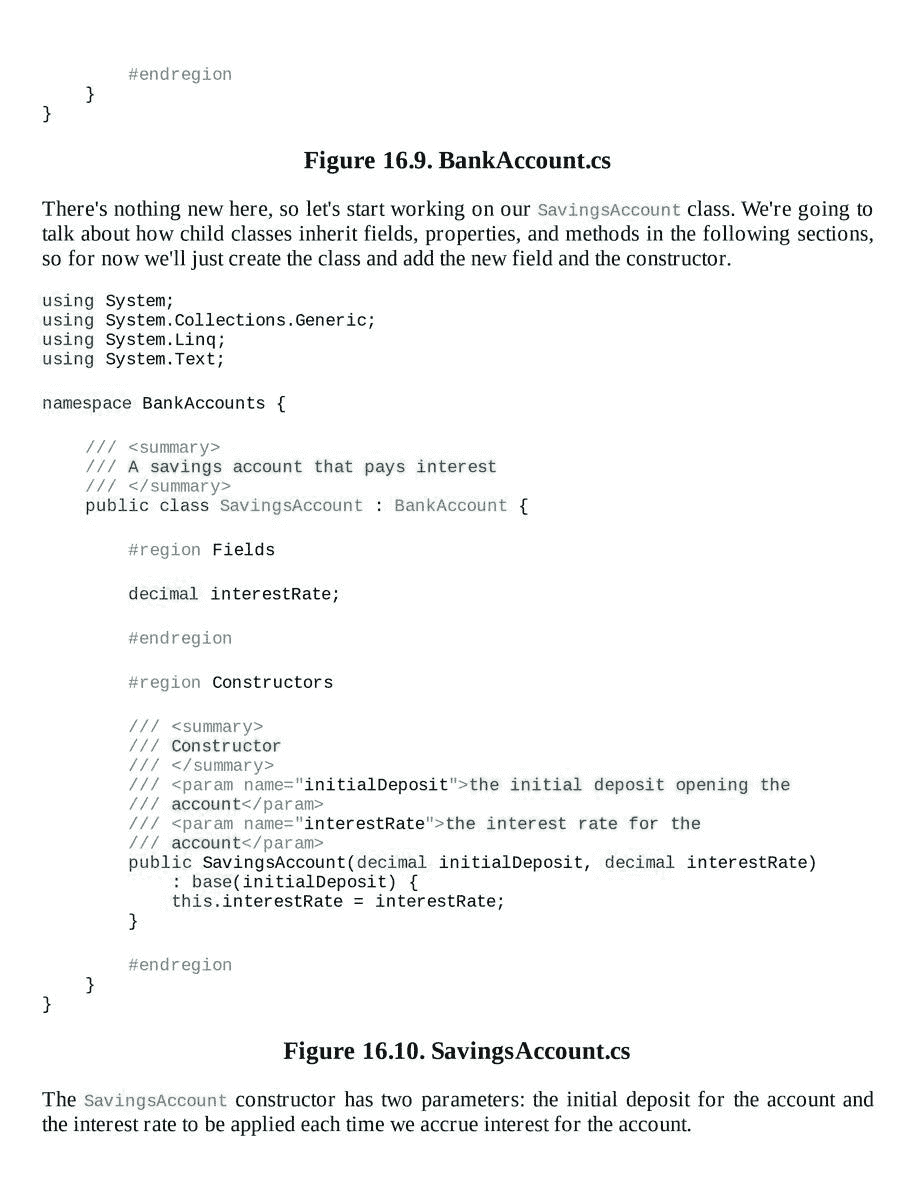 #endregion
}
}
Figure 16.9. BankAccount.cs
There's nothing new here, so let's start working on our SavingsAccount class. We're going to
talk about how child classes inherit fields, properties, and methods in the following sections,
so for now we'll just create the class and add the new field and the constructor.
using System;
using System.Collections.Generic;
using System.Linq;
using System.Text;
namespace BankAccounts {
/// <summary>
/// A savings account that pays interest
/// </summary>
public class SavingsAccount : BankAccount {
#region Fields
decimal interestRate;
#endregion
#region Constructors
/// <summary>
/// Constructor
/// </summary>
/// <param name="initialDeposit">the initial deposit opening the
/// account</param>
/// <param name="interestRate">the interest rate for the
/// account</param>
public SavingsAccount(decimal initialDeposit, decimal interestRate)
: base(initialDeposit) {
this.interestRate = interestRate;
}
#endregion
}
}
Figure 16.10. SavingsAccount.cs
The SavingsAccount constructor has two parameters: the initial deposit for the account and
the interest rate to be applied each time we accrue interest for the account.